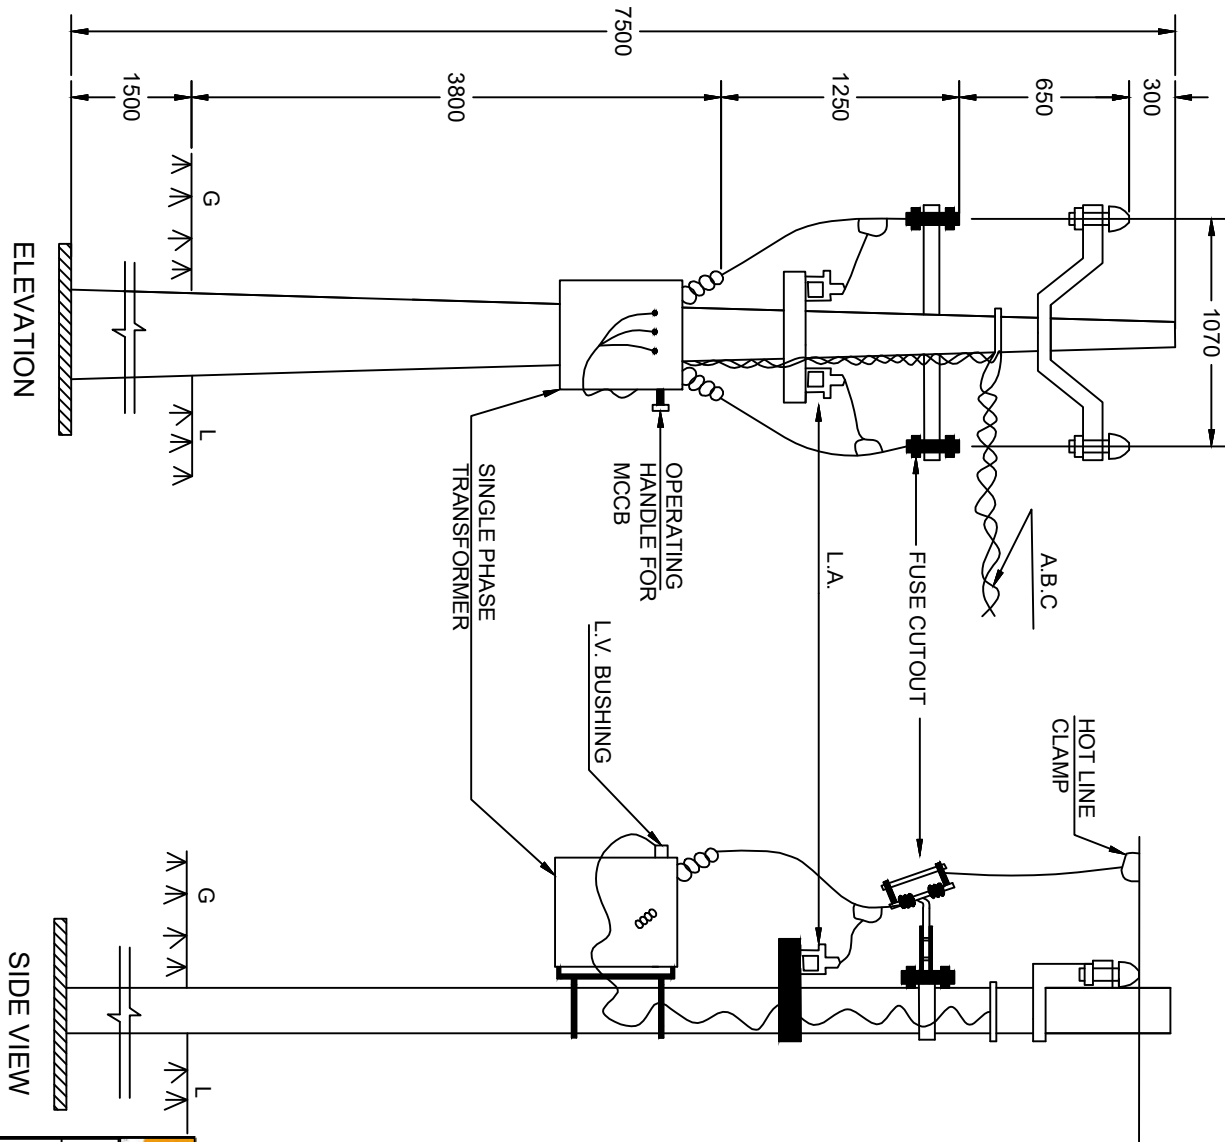 7500
300
650
1250
3800
1500
1070
A.B.C
FUSE CUTOUT
L.A.
OPERATING
HANDLE FOR
MCCB
SINGLE PHASE
TRANSFORMER
G
L
ELEVATION
HOT LINE
CLAMP
L.V. BUSHING
G
L
SIDE VIEW